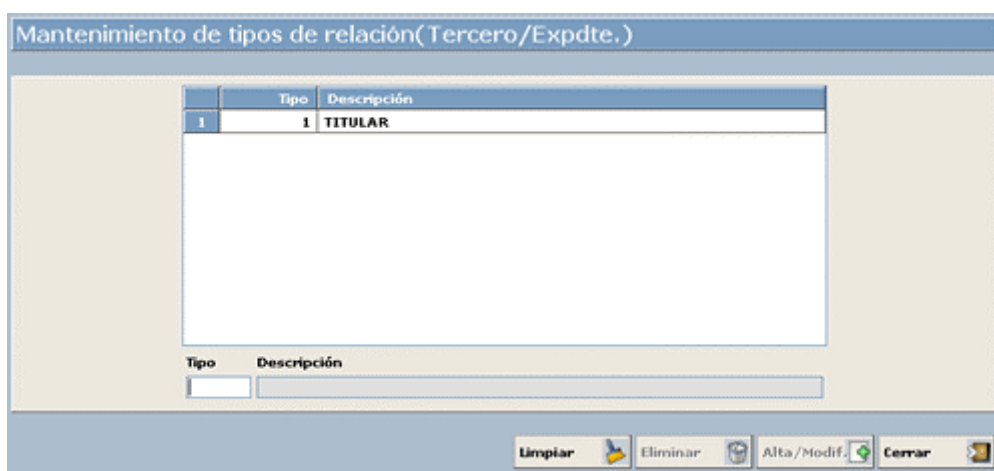 Mantenimiento de tipos de relación(Tercero/Expdte.)
Tipo Descripción
1 1 TITULAR
Tipo Descripción
Limpiar Eliminar Alta/Modif. Cerrar